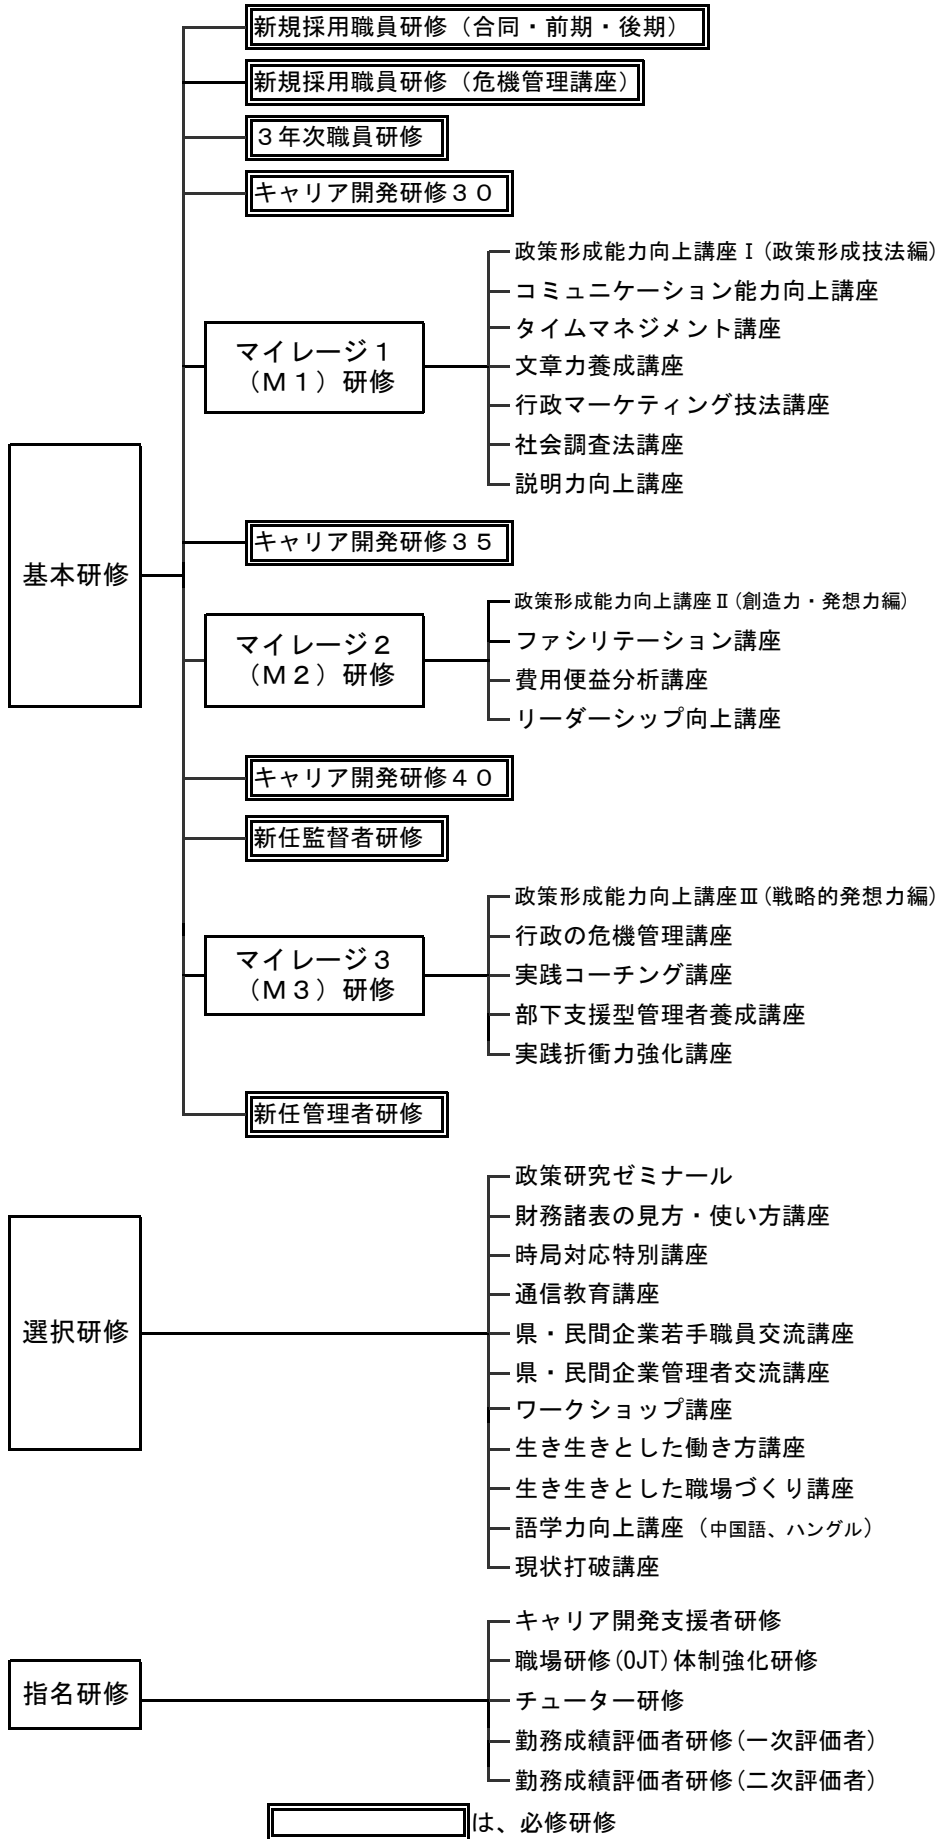 新規採用職員研修（合同・前期・後期）
新規採用職員研修（危機管理講座）
３年次職員研修
キャリア開発研修３０
政策形成能力向上講座Ⅰ(政策形成技法編)
コミュニケーション能力向上講座
タイムマネジメント講座
マイレージ１
（Ｍ１）研修
文章力養成講座
行政マーケティング技法講座
社会調査法講座
説明力向上講座
キャリア開発研修３５
基本研修
政策形成能力向上講座Ⅱ(創造力・発想力編)
ファシリテーション講座
マイレージ２
（Ｍ２）研修
費用便益分析講座
リーダーシップ向上講座
キャリア開発研修４０
新任監督者研修
政策形成能力向上講座Ⅲ(戦略的発想力編)
行政の危機管理講座
マイレージ３
（Ｍ３）研修
実践コーチング講座
部下支援型管理者養成講座
実践折衝力強化講座
新任管理者研修
選択研修
政策研究ゼミナール
財務諸表の見方・使い方講座
時局対応特別講座
通信教育講座
県・民間企業若手職員交流講座
県・民間企業管理者交流講座
ワークショップ講座
生き生きとした働き方講座
生き生きとした職場づくり講座
語学力向上講座（中国語、ハングル）
現状打破講座
指名研修
キャリア開発支援者研修
職場研修(OJT)体制強化研修
チューター研修
勤務成績評価者研修(一次評価者)
勤務成績評価者研修(二次評価者)
は、必修研修